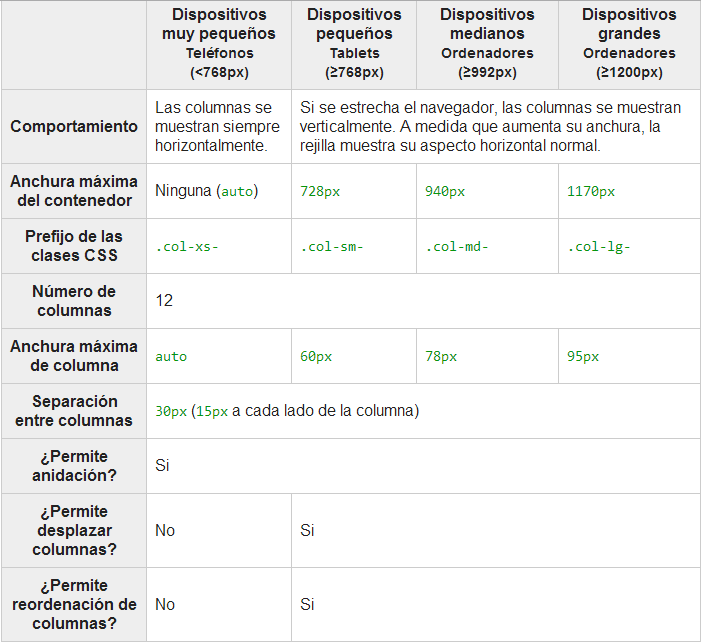 Dispositivos
muy pequeños
Teléfonos
(<768px)
Dispositivos
pequeños
Tablets
(≥768px)
Dispositivos
medianos
Ordenadores
(≥992px)
Dispositivos
grandes
Ordenadores
(≥1200px)
Comportamiento
Las columnas se
muestran siempre
horizontalmente.
Si se estrecha el navegador, las columnas se muestran
verticalmente. A medida que aumenta su anchura, la
rejilla muestra su aspecto horizontal normal.
Anchura máxima
del contenedor
Ninguna (auto)
728px
940px
1170px
Prefijo de las
clases CSS
.col-xs-
.col-sm-
.col-md-
.col-lg-
Número de
columnas
12
Anchura máxima
de columna
auto
60px
78px
95px
Separación
entre columnas
30px (15px a cada lado de la columna)
¿Permite
anidación?
Si
¿Permite
desplazar
columnas?
No
Si
¿Permite
reordenación de
columnas?
No
Si